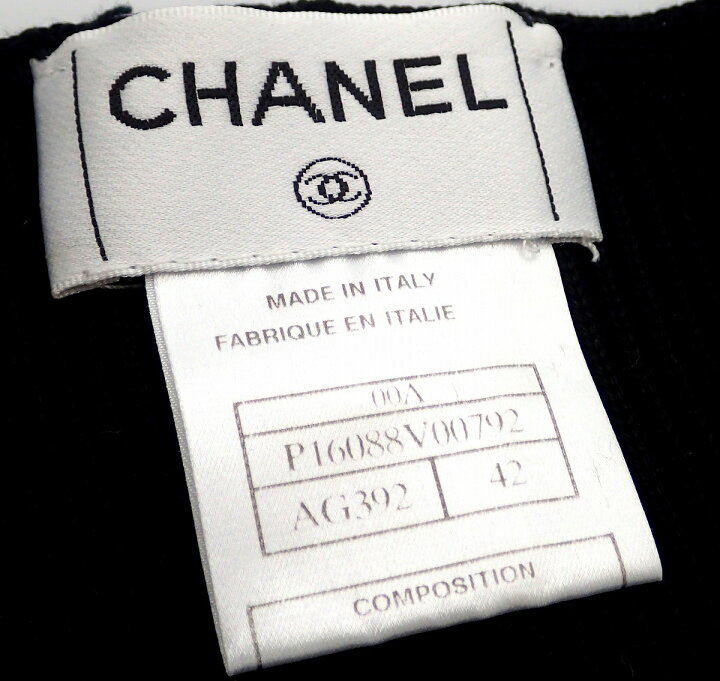 CHANEL
MADE IN ITALY
FABRIQUE EN ITALIE
00A
P16088V00792
AG392 42
COMPOSITION